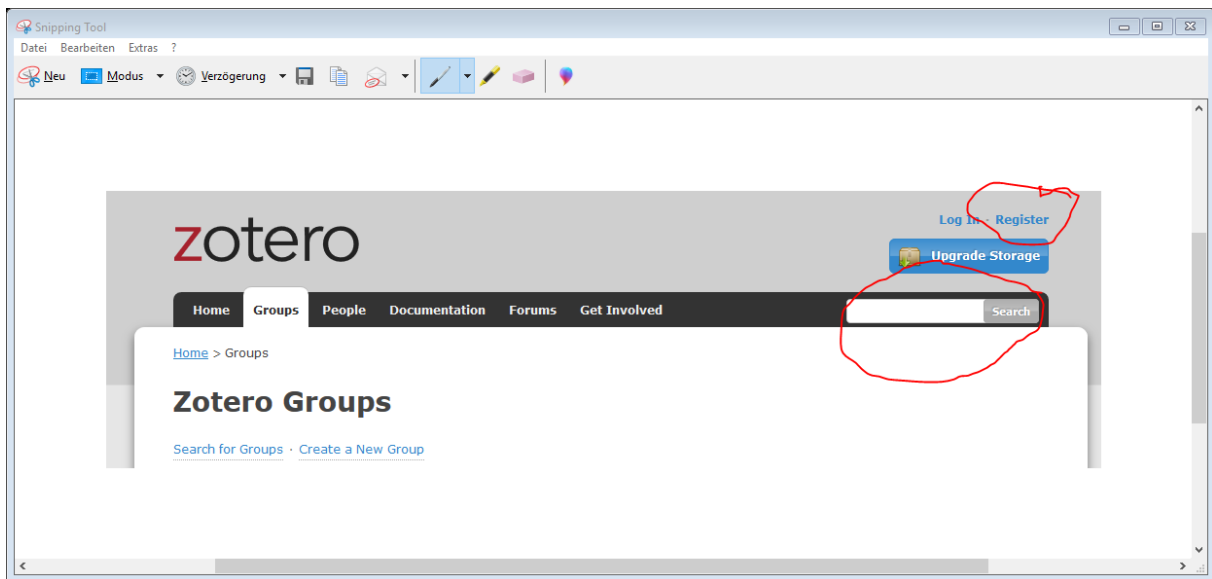 Snipping Tool
Datei Bearbeiten Extras ?
Neu Modus Verzögerung
zotero
Log In · Register
Upgrade Storage
Home Groups People Documentation Forums Get Involved Search
Home > Groups
Zotero Groups
Search for Groups · Create a New Group